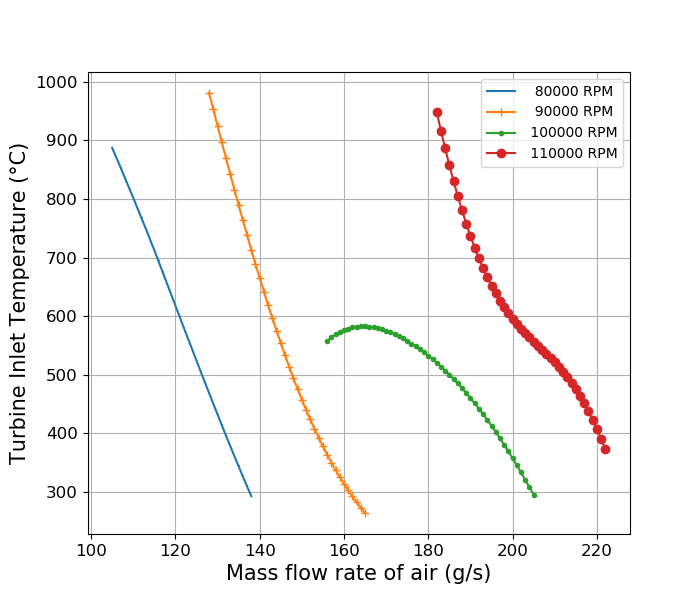 80000 RPM
90000 RPM
100000 RPM
110000 RPM
Turbine Inlet Temperature (°C)
1000
900
800
700
600
500
400
300
100 120 140 160 180 200 220
Mass flow rate of air (g/s)